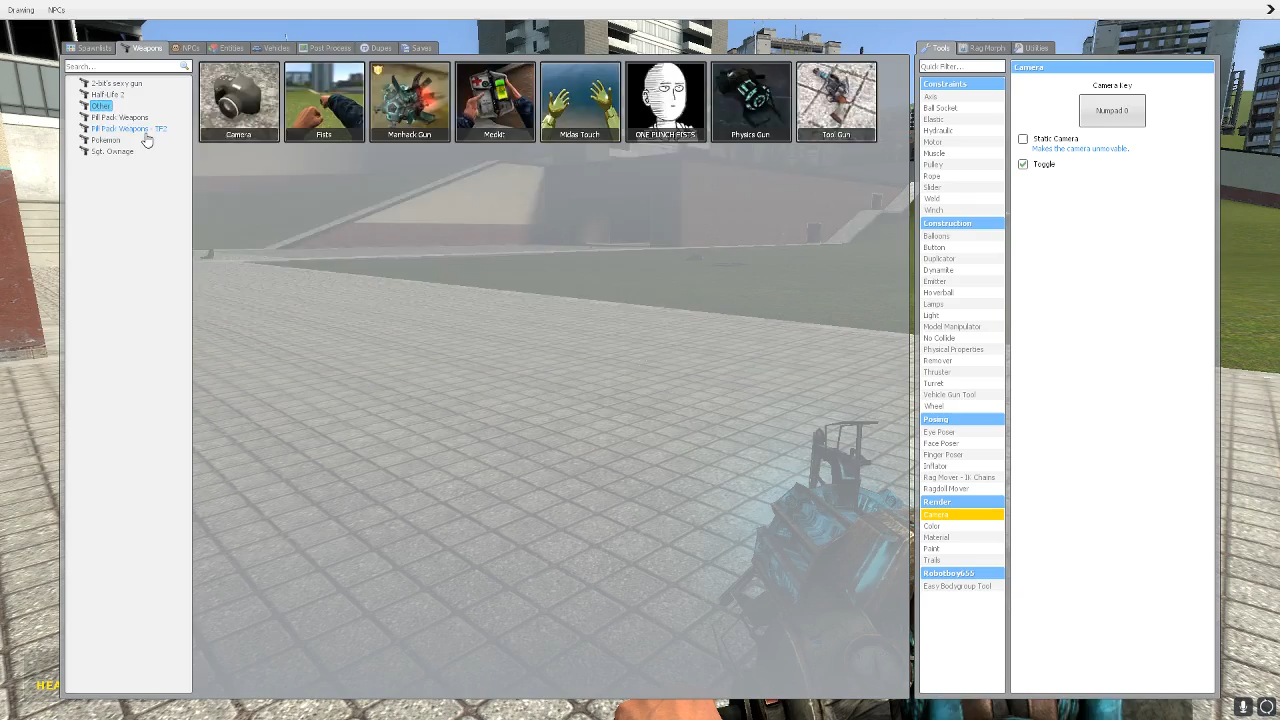 Drawing NPCs
Spawnlists Weapons NPCs Entities Vehicles Post Process Dupes Saves
Search...
2-bit's sexy gun
Half-Life 2
Other
Pill Pack Weapons
Pill Pack Weapons - TF2
Pokemon
Sgt. Ownage
Camera Fists Manhack Gun Medkit Midas Touch ONE PUNCH FISTS Physics Gun Tool Gun
Tools Rag Morph Utilities
Quick Filter...
Constraints
Axis
Ball Socket
Elastic
Hydraulic
Motor
Muscle
Pulley
Rope
Slider
Weld
Winch
Construction
Balloons
Button
Duplicator
Dynamite
Emitter
Hoverball
Lamps
Light
Model Manipulator
No Collide
Physical Properties
Remover
Thruster
Turret
Vehicle Gun Tool
Wheel
Posing
Eye Poser
Face Poser
Finger Poser
Inflator
Rag Mover - IK Chains
Ragdoll Mover
Render
Camera
Color
Material
Paint
Trails
Robotboy655
Easy Bodygroup Tool
Camera
Camera Key
Numpad 0
Static Camera
Makes the camera unmovable.
Toggle
HEA